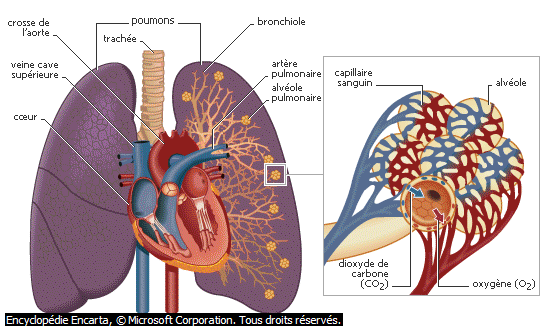 crosse de
l'aorte
poumons
bronchiole
trachée
veine cave
supérieure
artère
pulmonaire
alvéole
pulmonaire
cœur
capillaire
sanguin
alvéole
dioxyde de
carbone
(CO2)
oxygène (O2)
Encyclopédie Encarta, © Microsoft Corporation. Tous droits réservés.